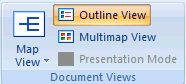 Map
View
Outline View
Multimap View
Presentation Mode
Document Views